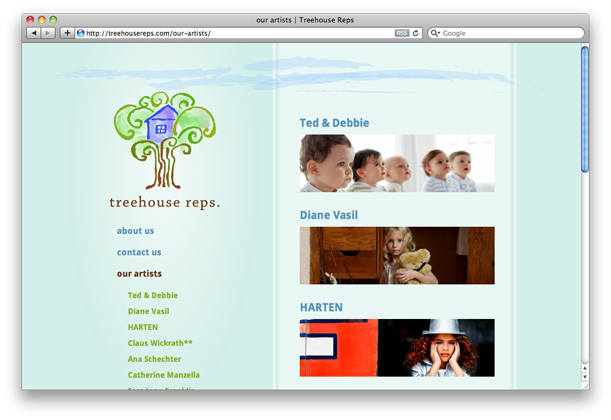 our artists | Treehouse Reps
http://treehousereps.com/our-artists/
RSS
Google
treehouse reps.
about us
contact us
our artists
Ted & Debbie
Diane Vasil
HARTEN
Claus Wickrath**
Ana Schechter
Catherine Manzella
Ted & Debbie
Diane Vasil
HARTEN